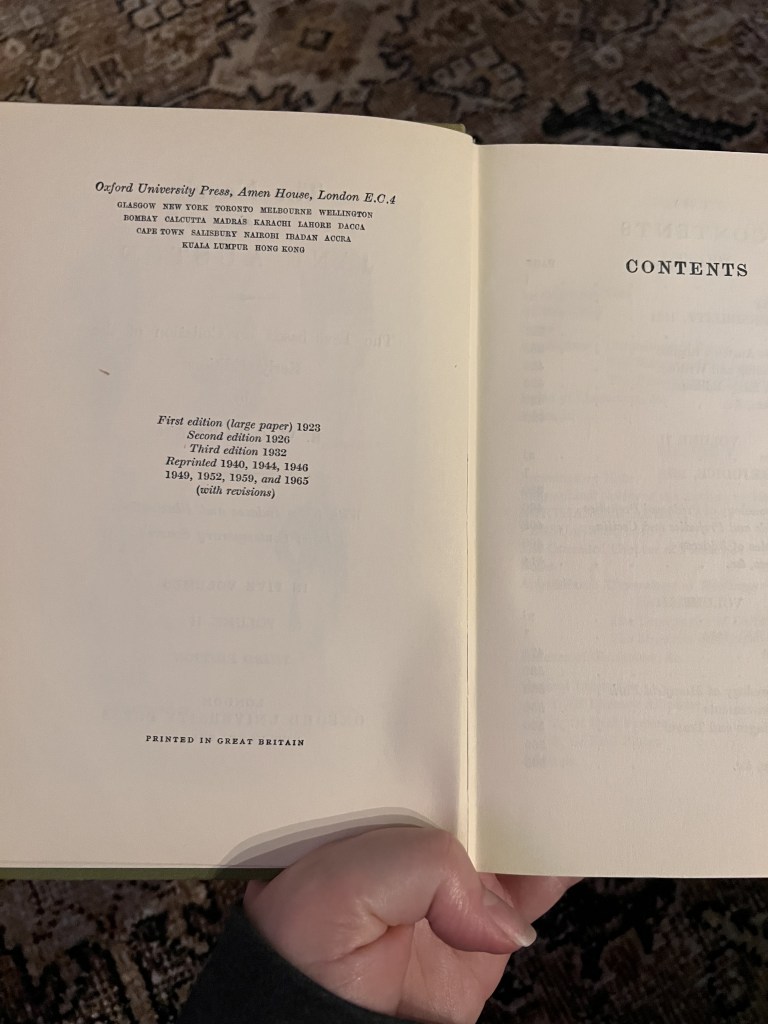 Oxford University Press, Amen House, London E.C.4
GLASGOW NEW YORK TORONTO MELBOURNE WELLINGTON
BOMBAY CALCUTTA MADRAS KARACHI LAHORE DACCA
CAPE TOWN SALISBURY NAIROBI IBADAN ACCRA
KUALA LUMPUR HONG KONG
First edition (large paper) 1923
Second edition 1926
Third edition 1932
Reprinted 1940, 1944, 1946
1949, 1952, 1959, and 1965
(with revisions)
PRINTED IN GREAT BRITAIN
CONTENTS